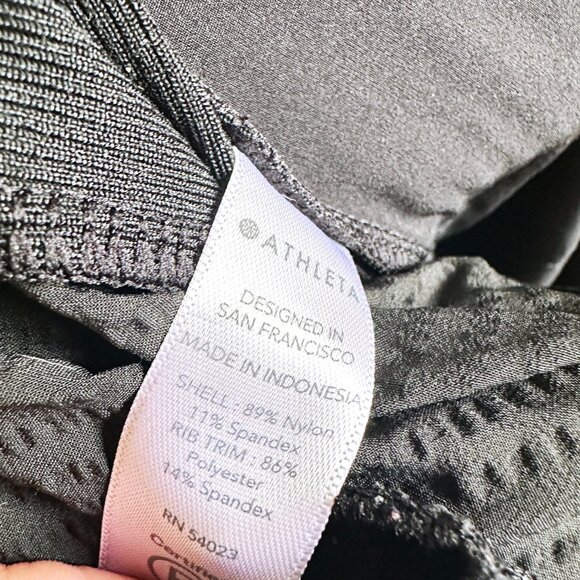 ATHLETA
DESIGNED IN
SAN FRANCISCO
MADE IN INDONESIA
SHELL : 89% Nylon
11% Spandex
RIB TRIM : 86%
Polyester
14% Spandex
RN 54023